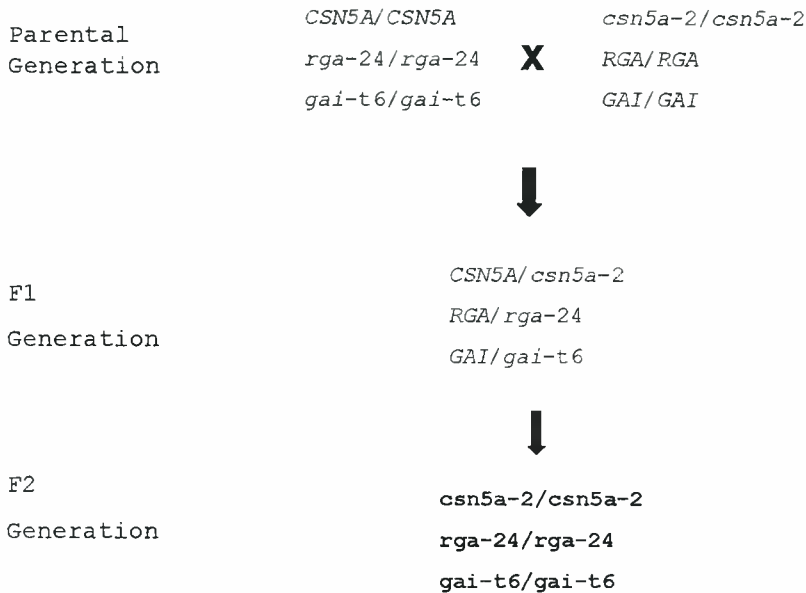 Parental
Generation
CSN5A/CSN5A
rga-24/rga-24
gai-t6/gai-t6
X
csn5a-2/csn5a-2
RGA/RGA
GAI/GAI
F1
Generation
CSN5A/csn5a-2
RGA/rga-24
GAI/gai-t6
F2
Generation
csn5a-2/csn5a-2
rga-24/rga-24
gai-t6/gai-t6